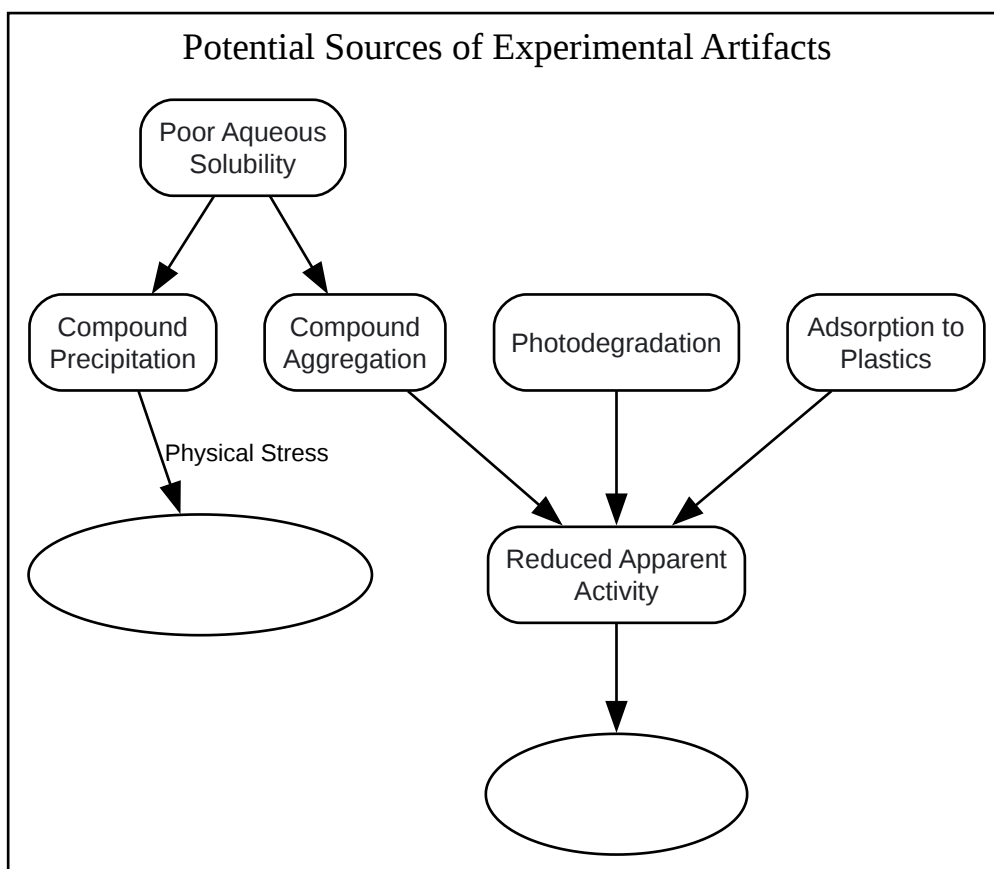 Potential Sources of Experimental Artifacts
Poor Aqueous
Solubility
Compound
Precipitation
Compound
Aggregation
Photodegradation
Adsorption to
Plastics
Physical Stress
Reduced Apparent
Activity